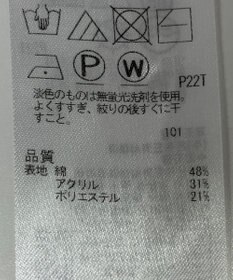 P
W
P22T
淡色のものは無蛍光洗剤を使用。
よくすすぎ、絞りの後すぐに干
すこと。
101
品質
表地 綿 48%
アクリル 31%
ポリエステル 21%